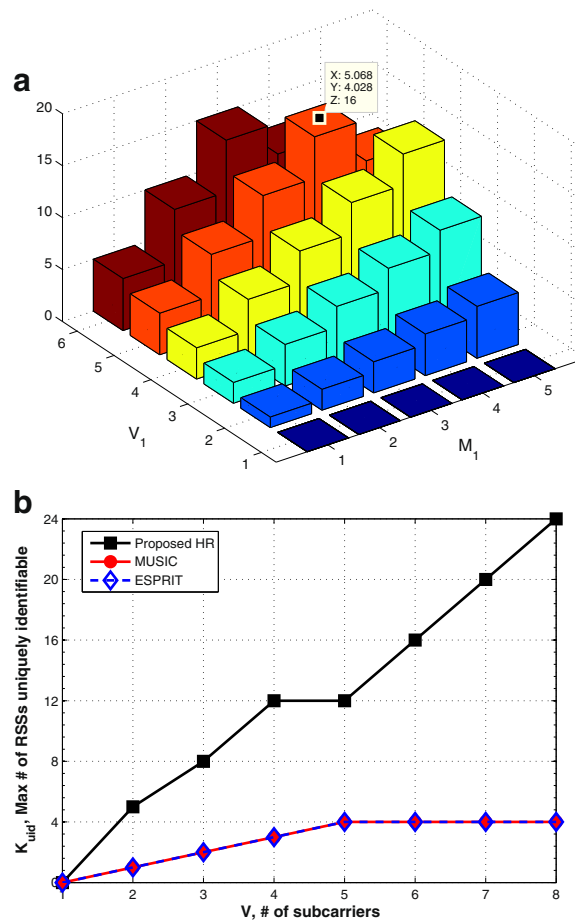 a
X: 5.068
Y: 4.028
Z: 16
20
15
10
5
0
6
5
4
3
2
1
V1
1
2
3
4
5
M1
b
24
20
16
12
8
4
0
Proposed HR
MUSIC
ESPRIT
Kuid, Max # of RSSs uniquely identifiable
1 2 3 4 5 6 7 8
V, # of subcarriers